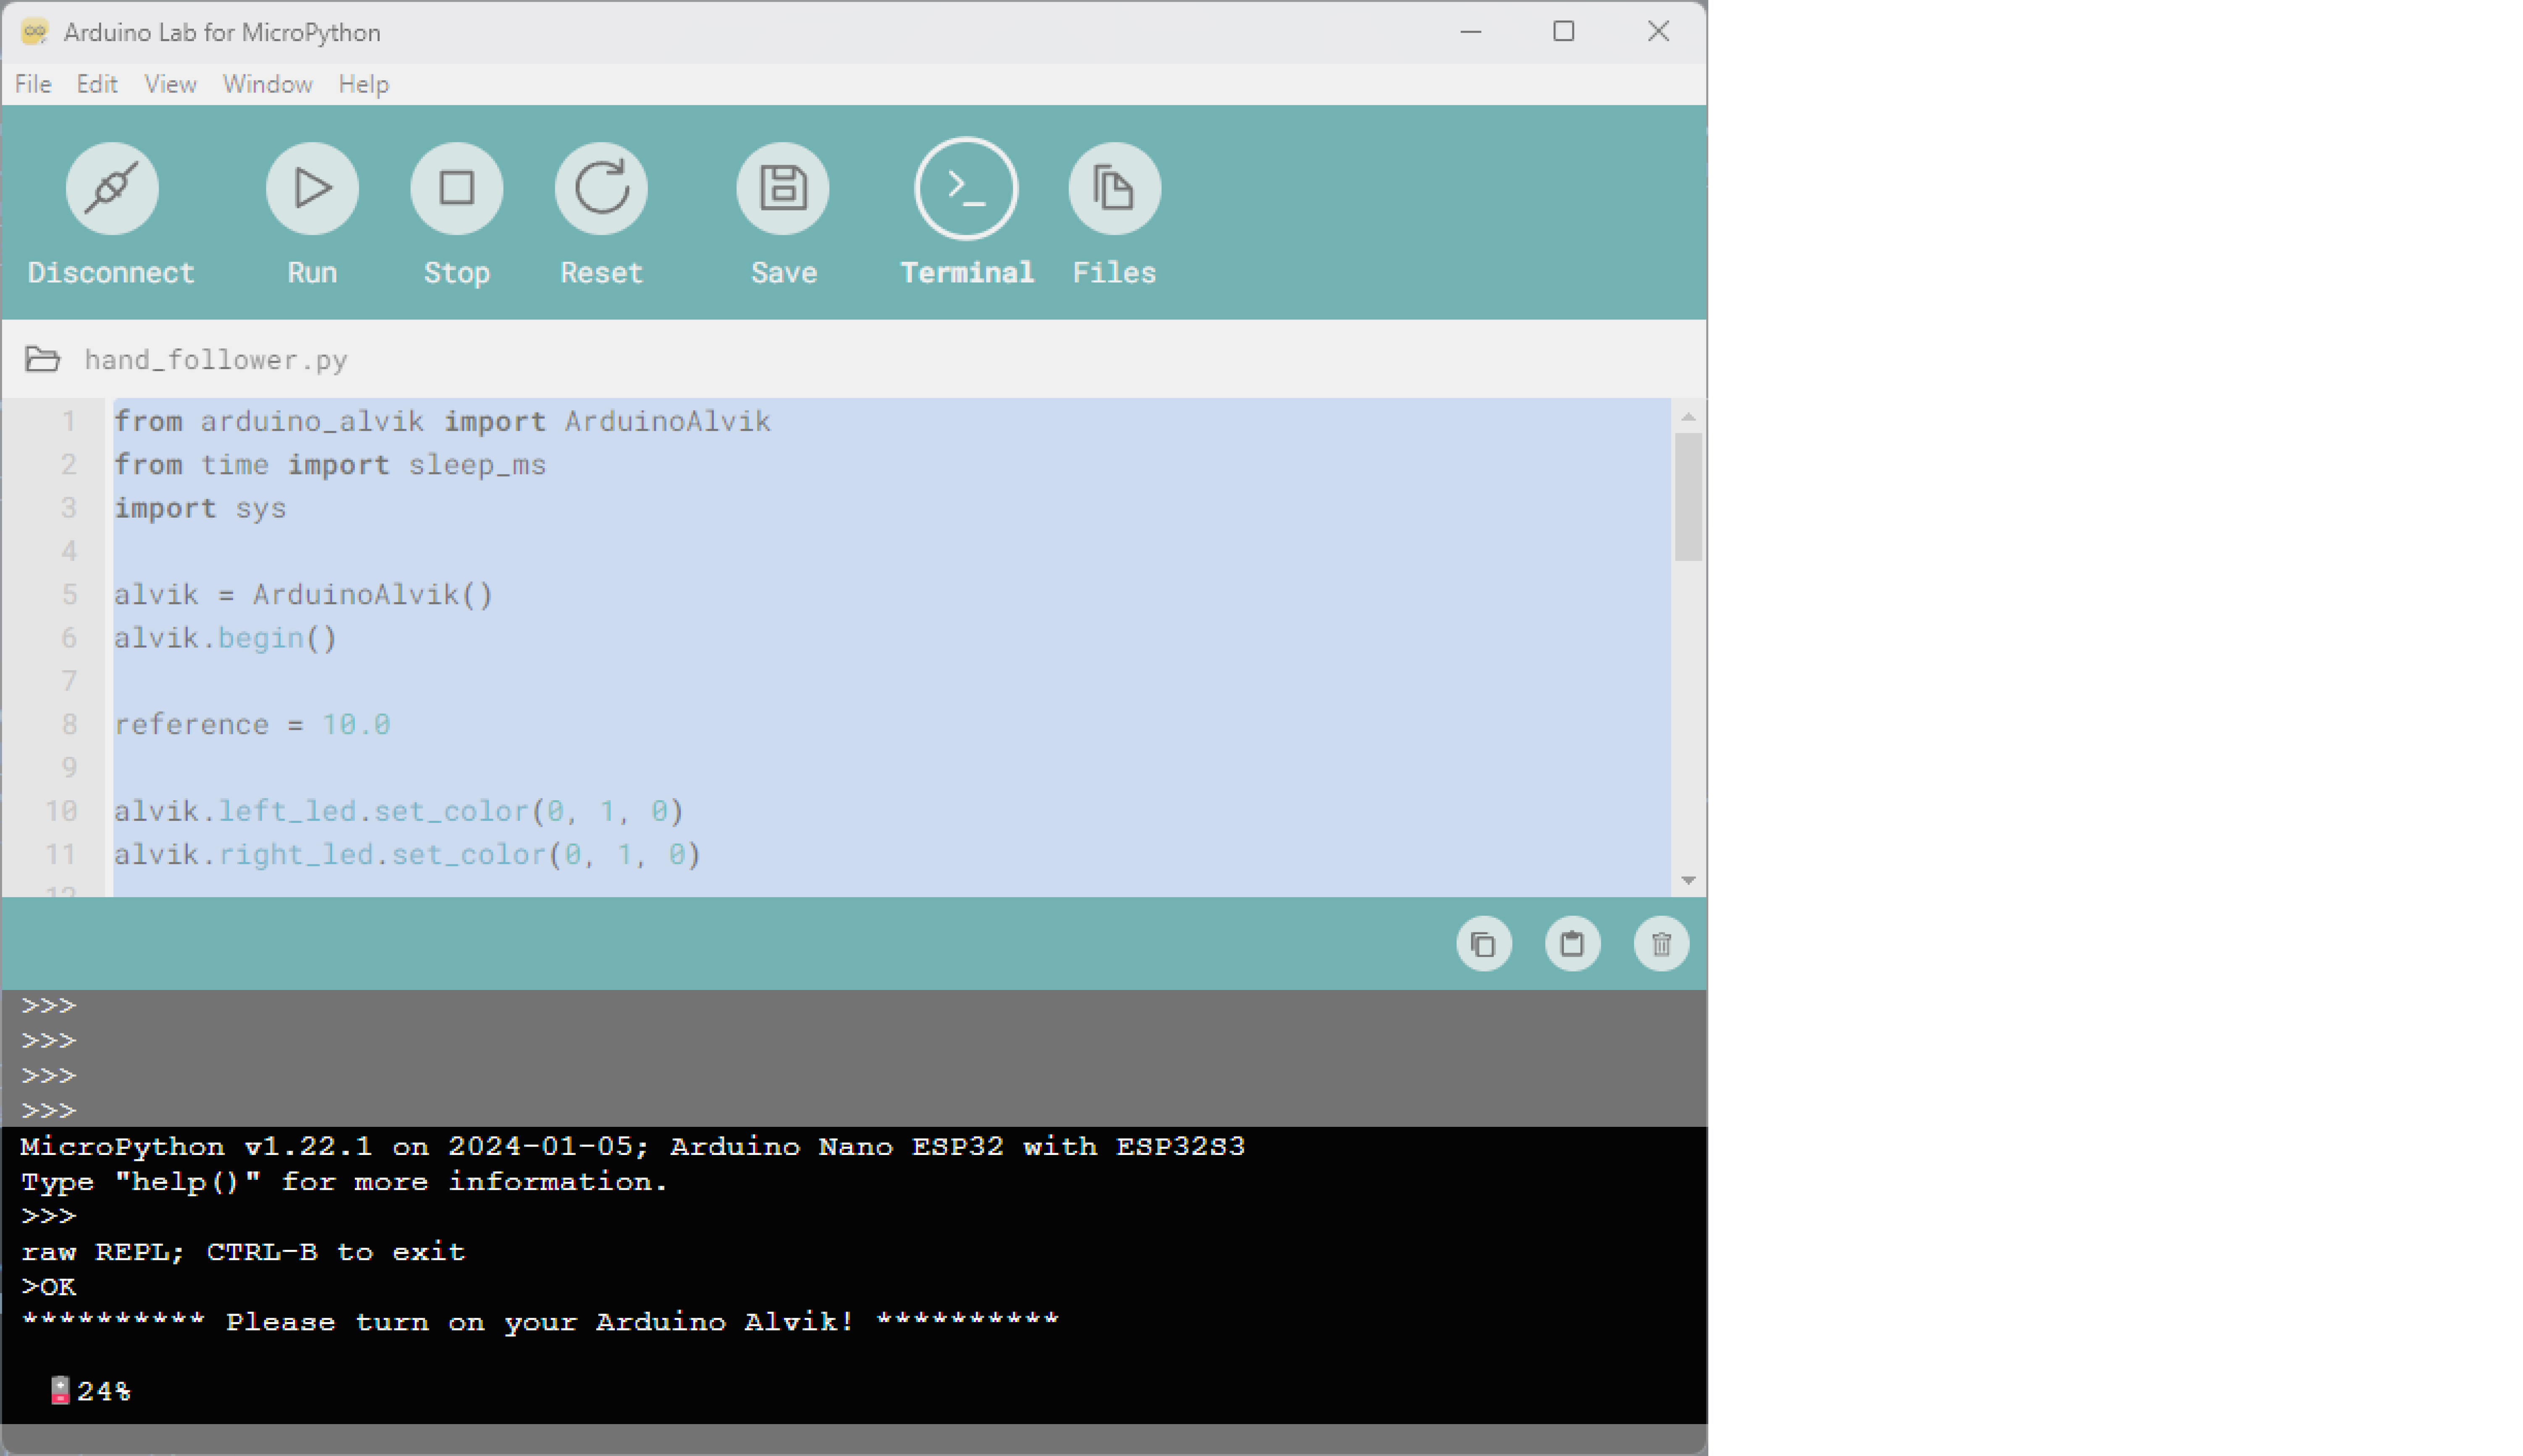 Arduino Lab for MicroPython
File Edit View Window Help
Disconnect Run Stop Reset Save Terminal Files
hand_follower.py
1 from arduino_alvik import ArduinoAlvik
2 from time import sleep_ms
3 import sys
4
5 alvik = ArduinoAlvik()
6 alvik.begin()
7
8 reference = 10.0
9
10 alvik.left_led.set_color(0, 1, 0)
11 alvik.right_led.set_color(0, 1, 0)
12
>>>
>>>
>>>
>>>
MicroPython v1.22.1 on 2024-01-05; Arduino Nano ESP32 with ESP32S3
Type "help()" for more information.
>>>
raw REPL; CTRL-B to exit
>OK
********** Please turn on your Arduino Alvik! **********
24%